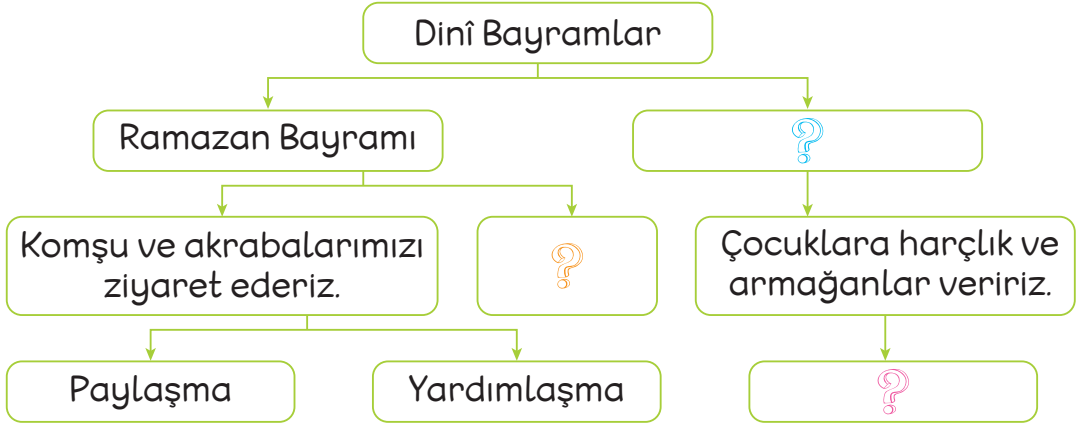 Dinî Bayramlar
Ramazan Bayramı
?
Komşu ve akrabalarımızı
ziyaret ederiz.
?
Çocuklara harçlık ve
armağanlar veririz.
Paylaşma
Yardımlaşma
?